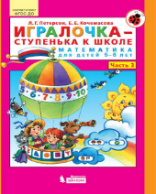 Л.Г. Петерсон, Е.Е. Кочемасова
ИГРАЛОЧКА –
СТУПЕНЬКА К ШКОЛЕ
МАТЕМАТИКА
для детей 5-6 лет
Часть 3